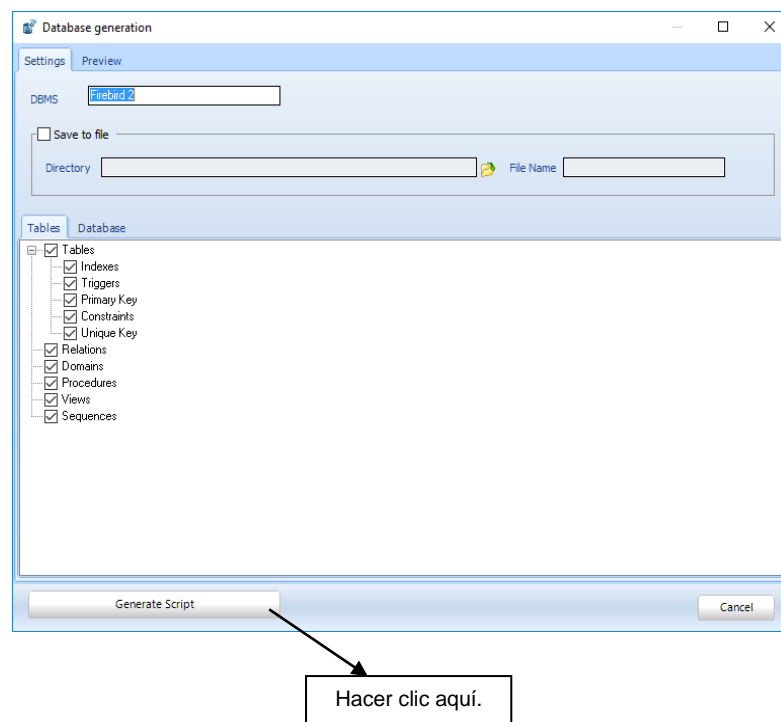 Database generation
Settings Preview
DBMS Firebird 2
Save to file
Directory File Name
Tables Database
Tables
Indexes
Triggers
Primary Key
Constraints
Unique Key
Relations
Domains
Procedures
Views
Sequences
Generate Script Cancel
Hacer clic aquí.